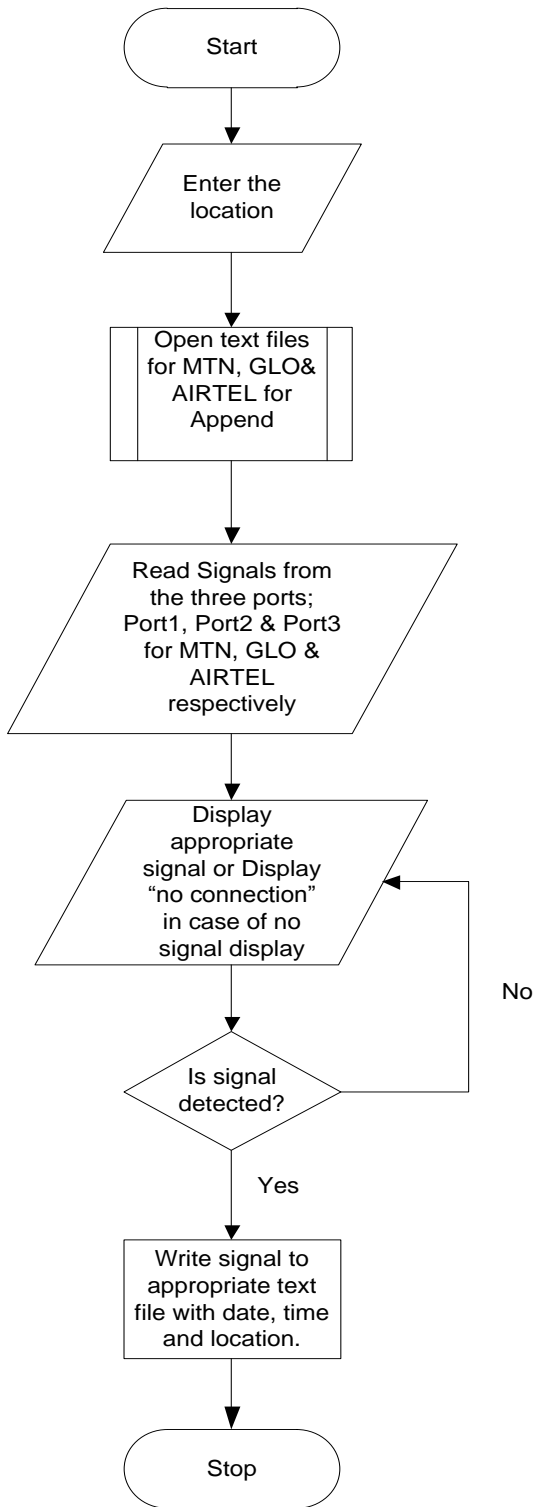 Start
Enter the
location
Open text files
for MTN, GLO&
AIRTEL for
Append
Read Signals from
the three ports;
Port1, Port2 & Port3
for MTN, GLO &
AIRTEL
respectively
Display
appropriate
signal or Display
“no connection”
in case of no
signal display
No
Is signal
detected?
Yes
Write signal to
appropriate text
file with date, time
and location.
Stop